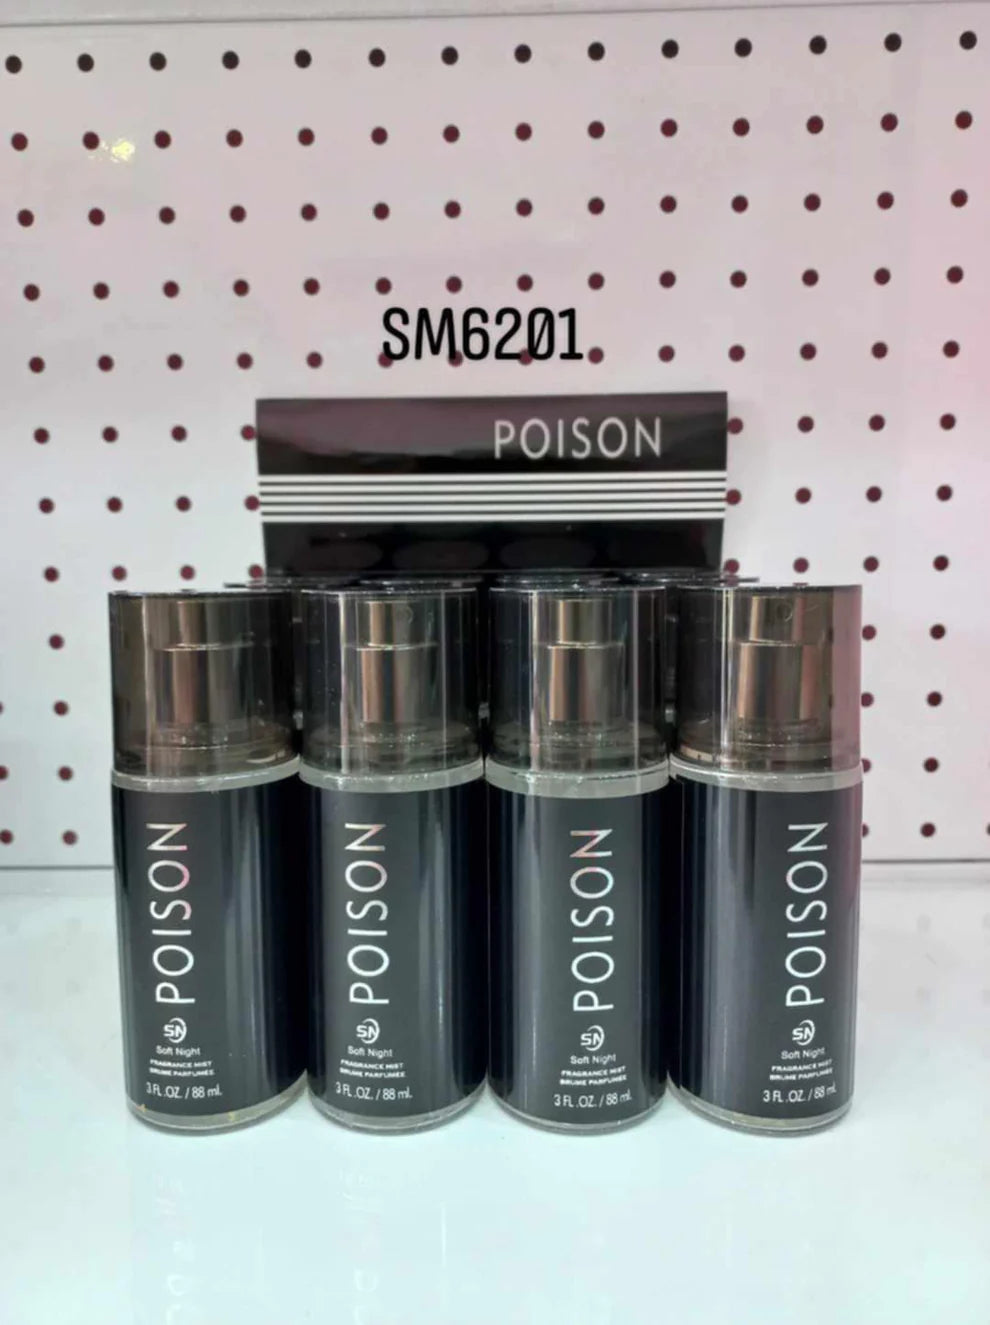 SM6201
POISON
POISON
SN
Soft Night
FRAGRANCE MIST
BRUME PARFUMÉE
3 FL.OZ. / 88 ml.
POISON
SN
Soft Night
FRAGRANCE MIST
BRUME PARFUMÉE
3 FL.OZ. / 88 ml.
POISON
SN
Soft Night
FRAGRANCE MIST
BRUME PARFUMÉE
3 FL.OZ. / 88 ml.
POISON
SN
Soft Night
FRAGRANCE MIST
BRUME PARFUMÉE
3 FL.OZ. / 88 ml.